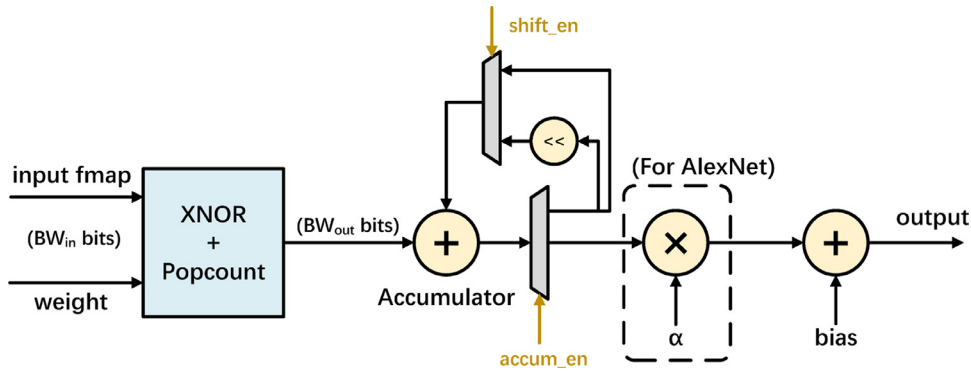 shift_en
<<
(For AlexNet)
input fmap
(BWin bits)
weight
XNOR
+
Popcount
(BWout bits)
+
Accumulator
accum_en
×
α
+
bias
output